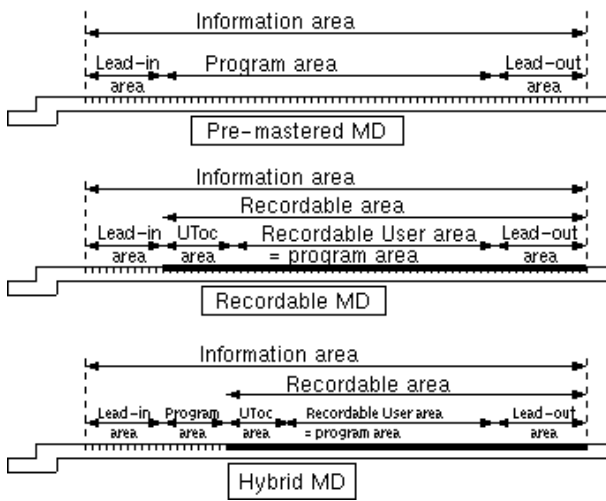 Information area
Lead-in Program area Lead-out
area area
Pre-mastered MD
Information area
Recordable area
Lead-in UToc Recordable User area Lead-out
area area = program area area
Recordable MD
Information area
Recordable area
Lead-in Program UToc Recordable User area Lead-out
area area area = program area area
Hybrid MD